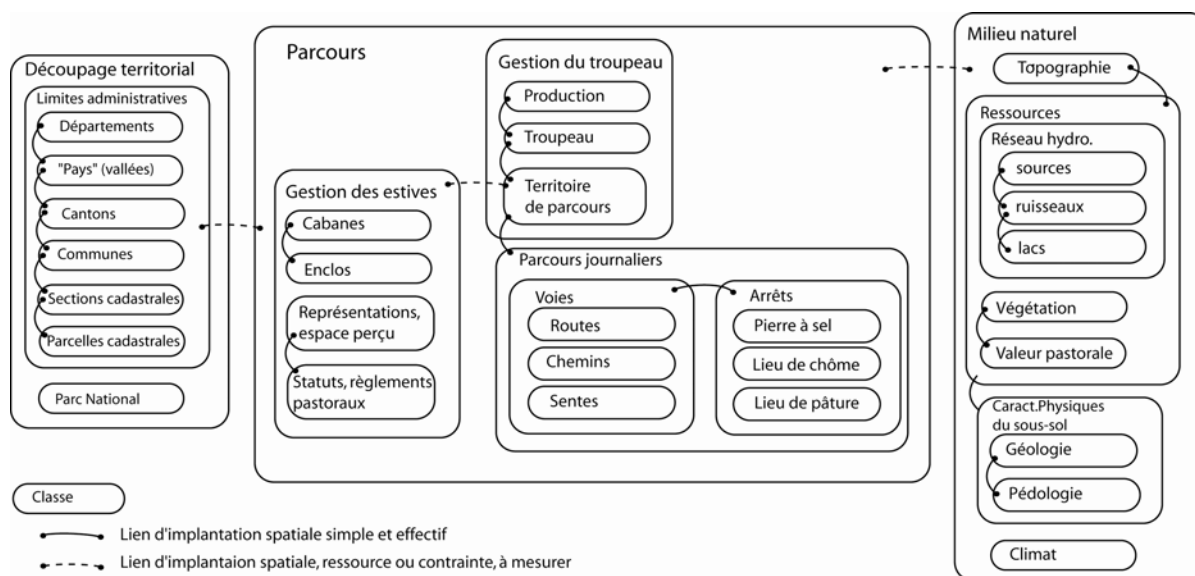 Découpage territorial
Limites administratives
Départements
"Pays" (vallées)
Cantons
Communes
Sections cadastrales
Parcelles cadastrales
Parc National
Parcours
Gestion des estives
Cabanes
Enclos
Représentations,
espace perçu
Statuts, règlements
pastoraux
Gestion du troupeau
Production
Troupeau
Territoire
de parcours
Parcours journaliers
Voies
Routes
Chemins
Sentes
Arrêts
Pierre à sel
Lieu de chôme
Lieu de pâture
Milieu naturel
Topographie
Ressources
Réseau hydro.
sources
ruisseaux
lacs
Végétation
Valeur pastorale
Caract.Physiques
du sous-sol
Géologie
Pédologie
Climat
Classe
Lien d'implantation spatiale simple et effectif
Lien d'implantaion spatiale, ressource ou contrainte, à mesurer